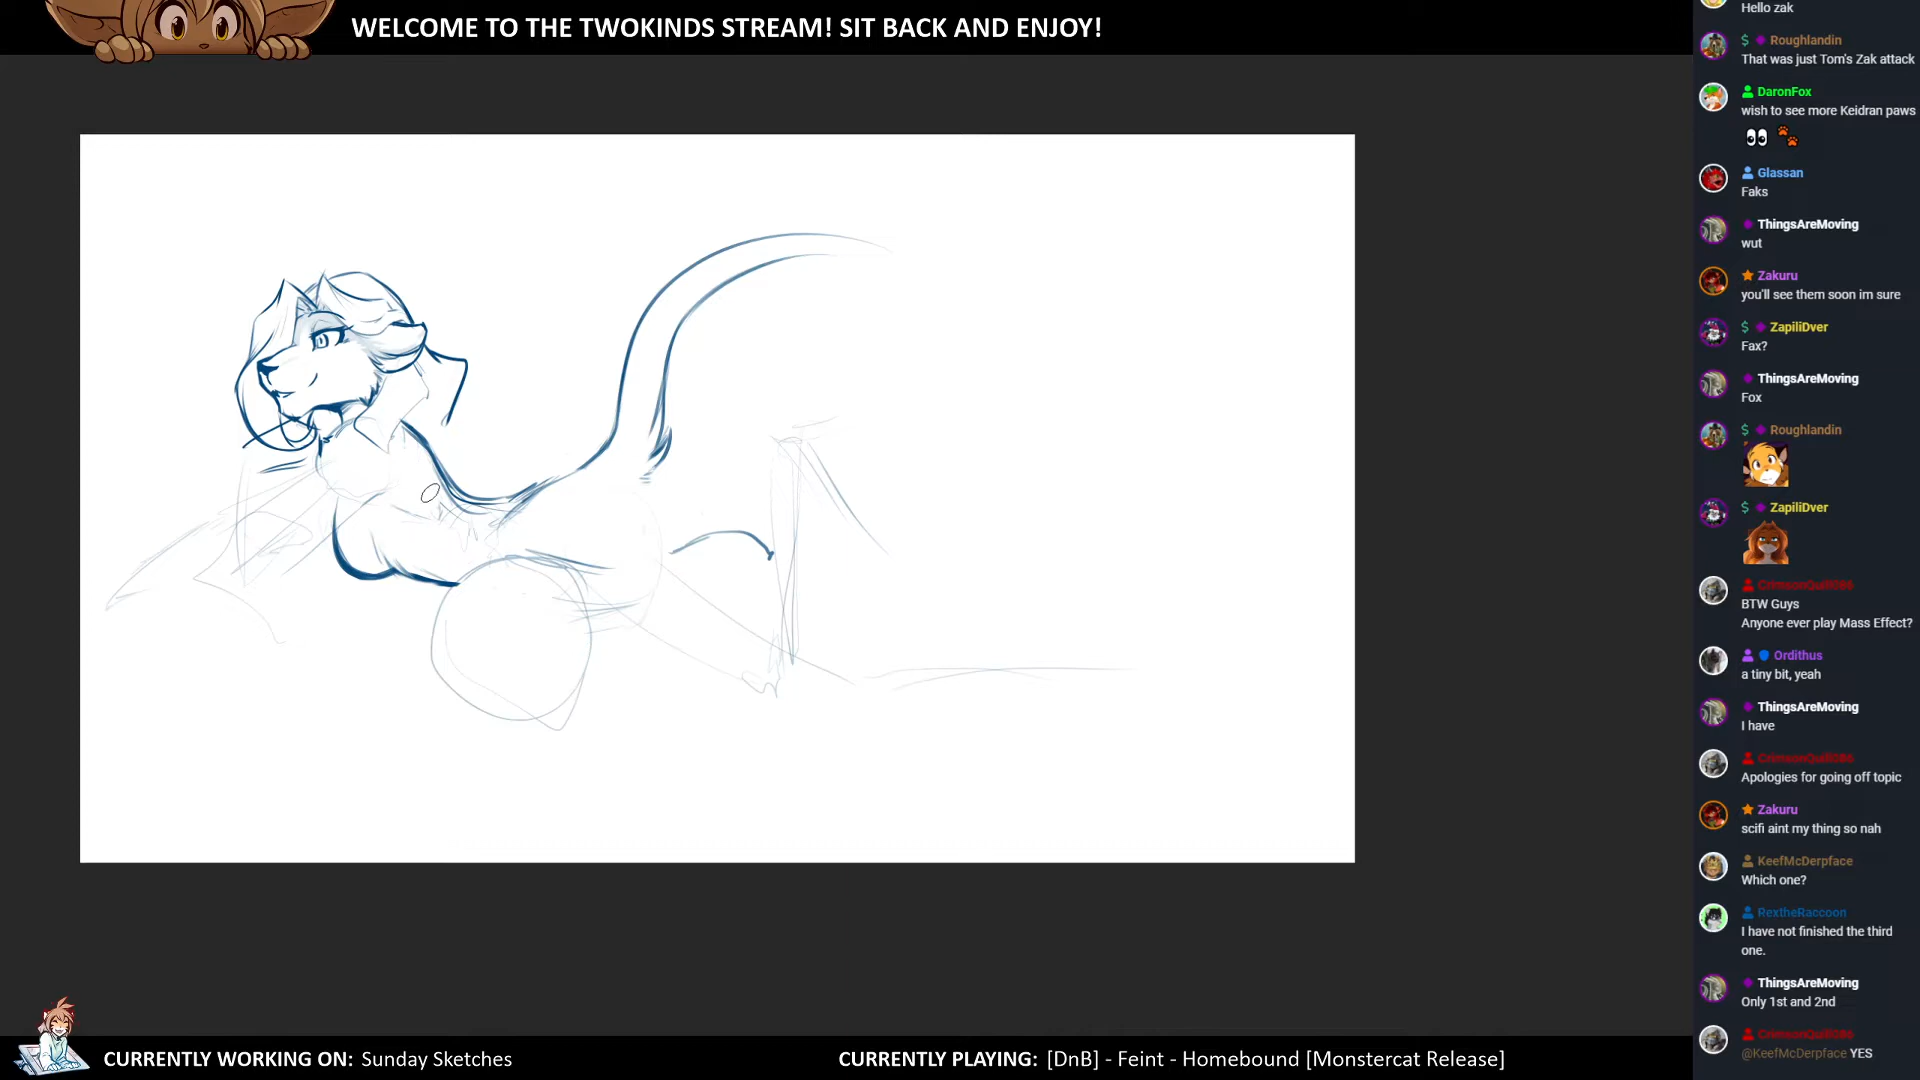 WELCOME TO THE TWOKINDS STREAM! SIT BACK AND ENJOY!
Hello zak
$ Roughlandin
That was just Tom's Zak attack
DaronFox
wish to see more Keidran paws
Glassan
Faks
ThingsAreMoving
wut
Zakuru
you'll see them soon im sure
$ ZapiliDver
Fax?
ThingsAreMoving
Fox
$ Roughlandin
$ ZapiliDver
CrimsonQuill086
BTW Guys
Anyone ever play Mass Effect?
Ordithus
a tiny bit, yeah
ThingsAreMoving
I have
CrimsonQuill086
Apologies for going off topic
Zakuru
scifi aint my thing so nah
KeefMcDerpface
Which one?
RextheRaccoon
I have not finished the third
one.
ThingsAreMoving
Only 1st and 2nd
CrimsonQuill086
@KeefMcDerpface YES
CURRENTLY WORKING ON: Sunday Sketches
CURRENTLY PLAYING: [DnB] - Feint - Homebound [Monstercat Release]